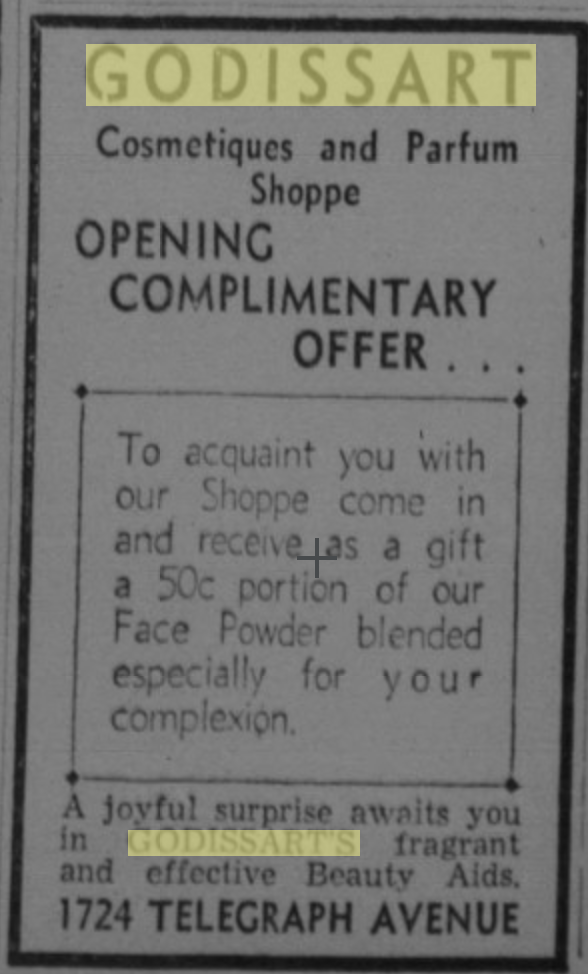 GODISSART
Cosmetiques and Parfum
Shoppe
OPENING
COMPLIMENTARY
OFFER . . .
To acquaint you with
our Shoppe come in
and receive as a gift
a 50c portion of our
Face Powder blended
especially for your
complexion.
A joyful surprise awaits you
in GODISSART'S fragrant
and effective Beauty Aids.
1724 TELEGRAPH AVENUE